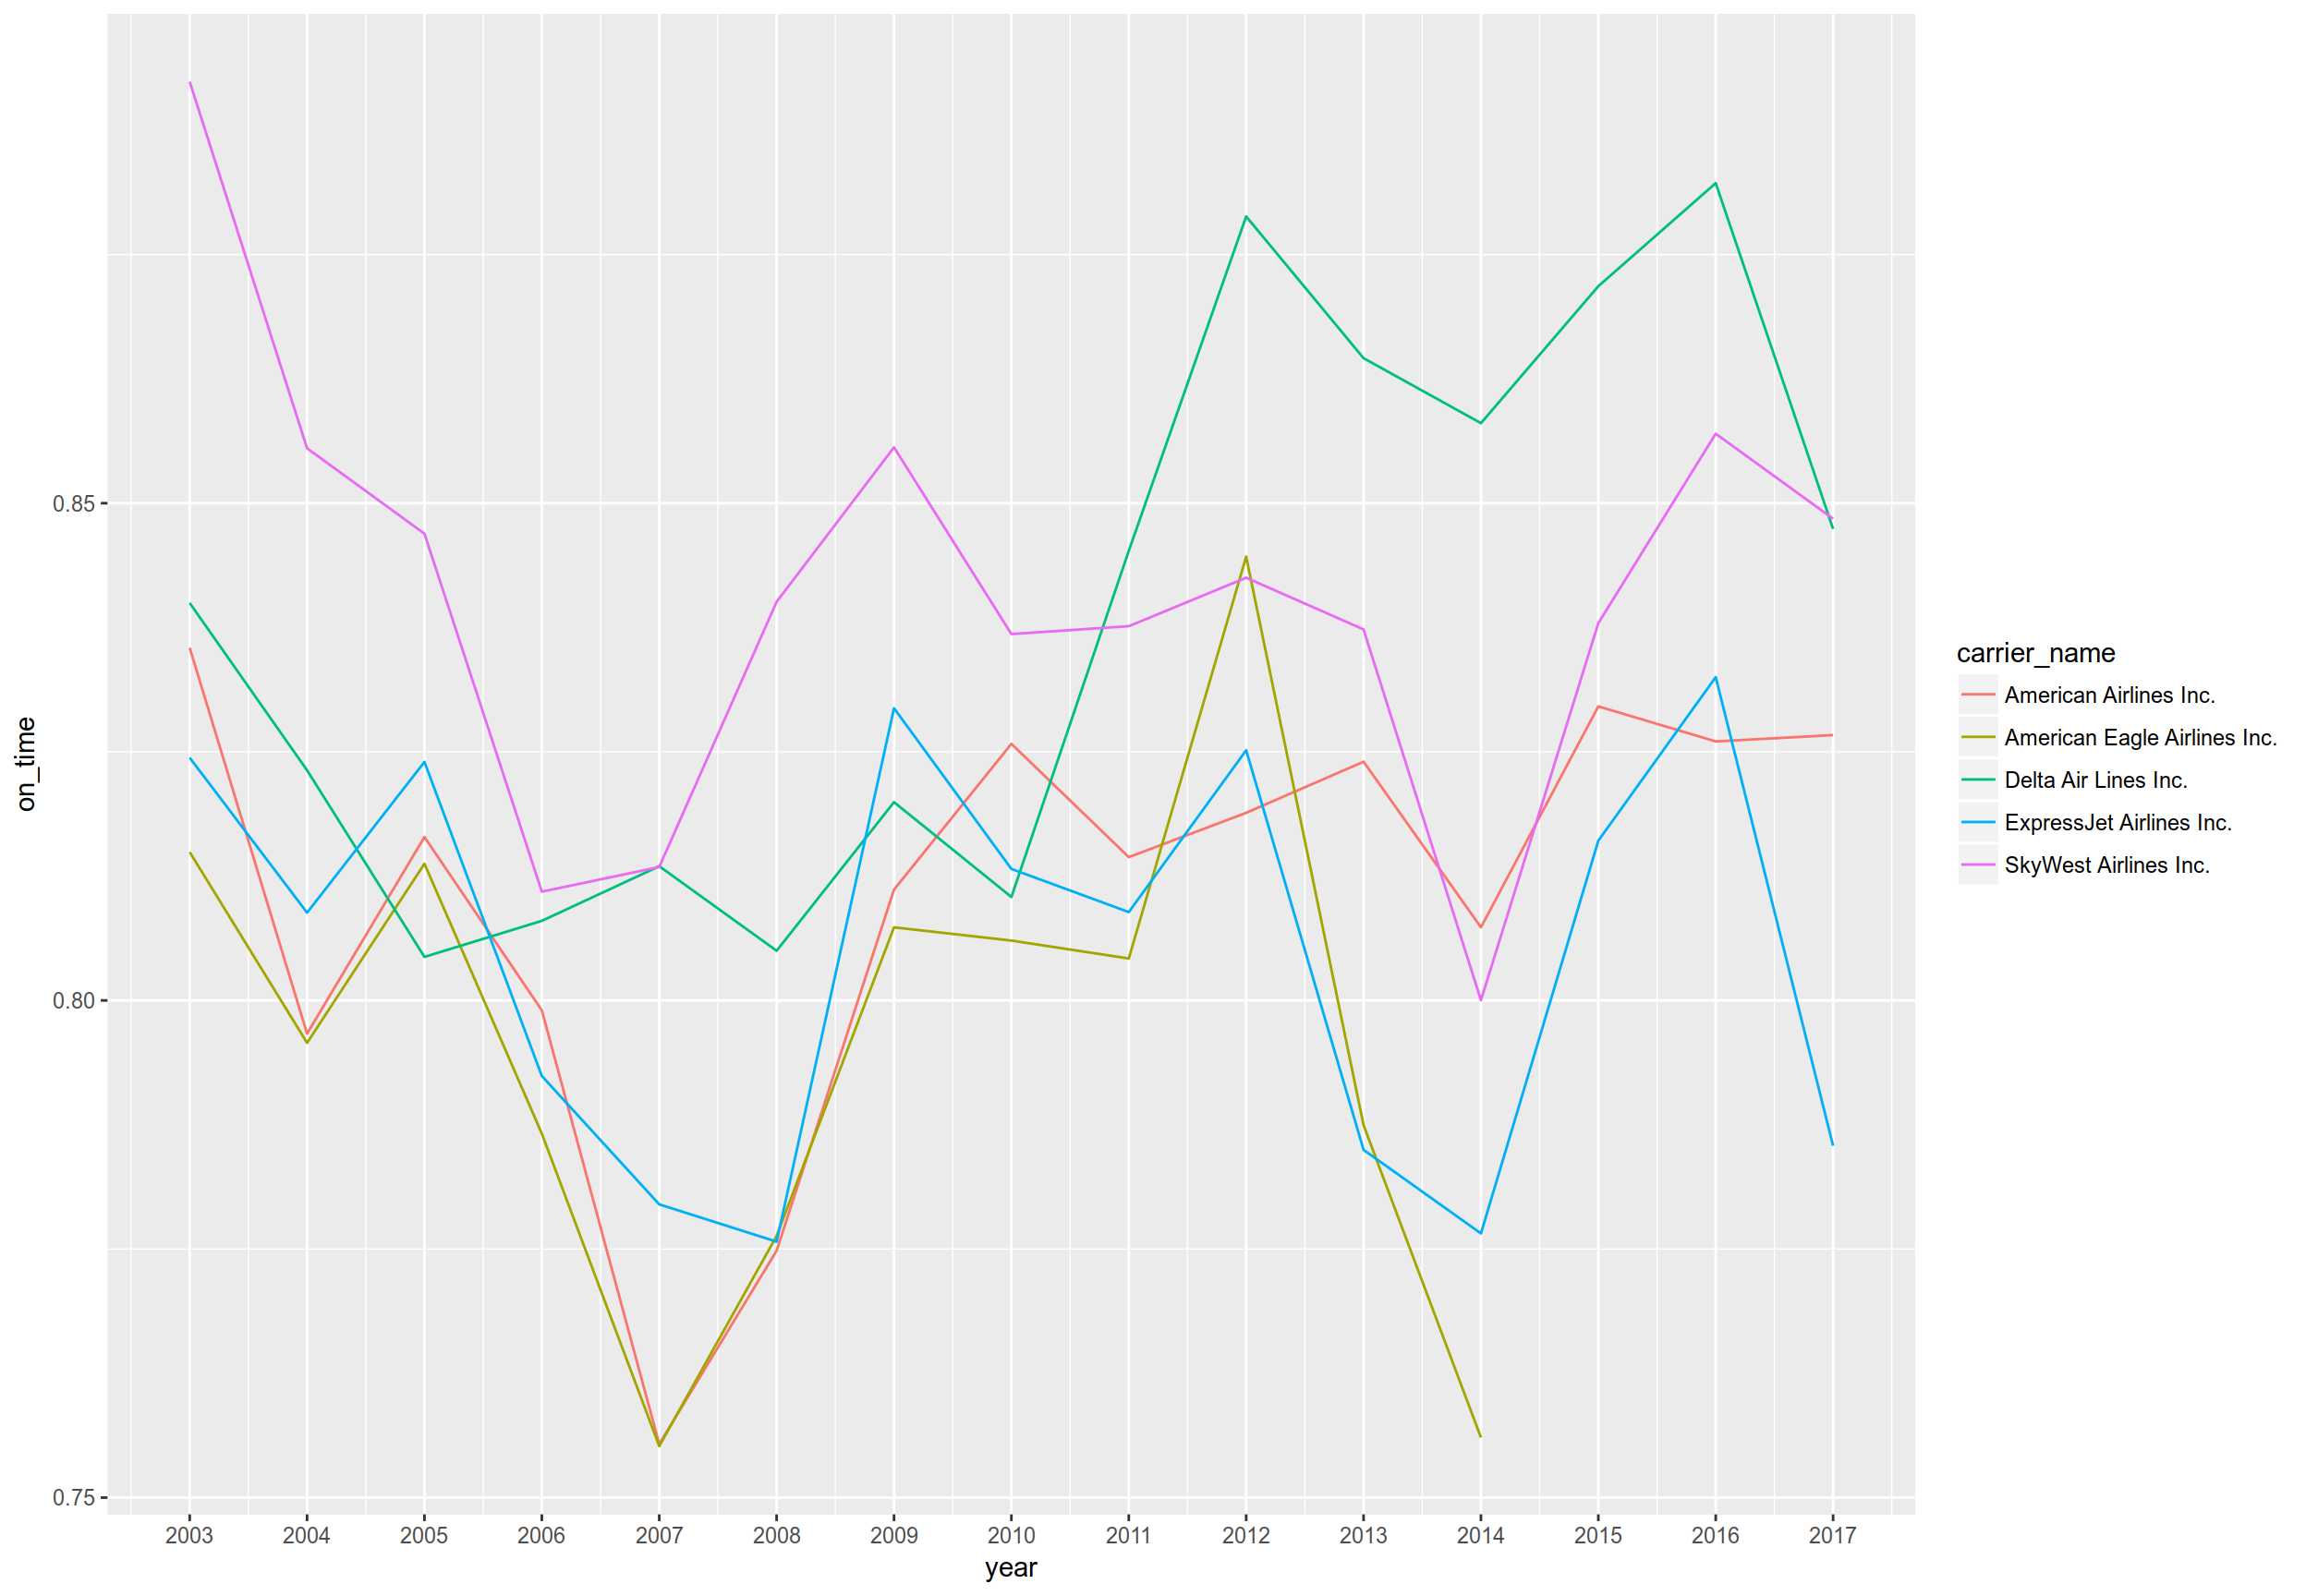 on_time
0.85
0.80
0.75
2003 2004 2005 2006 2007 2008 2009 2010 2011 2012 2013 2014 2015 2016 2017
year
carrier_name
American Airlines Inc.
American Eagle Airlines Inc.
Delta Air Lines Inc.
ExpressJet Airlines Inc.
SkyWest Airlines Inc.